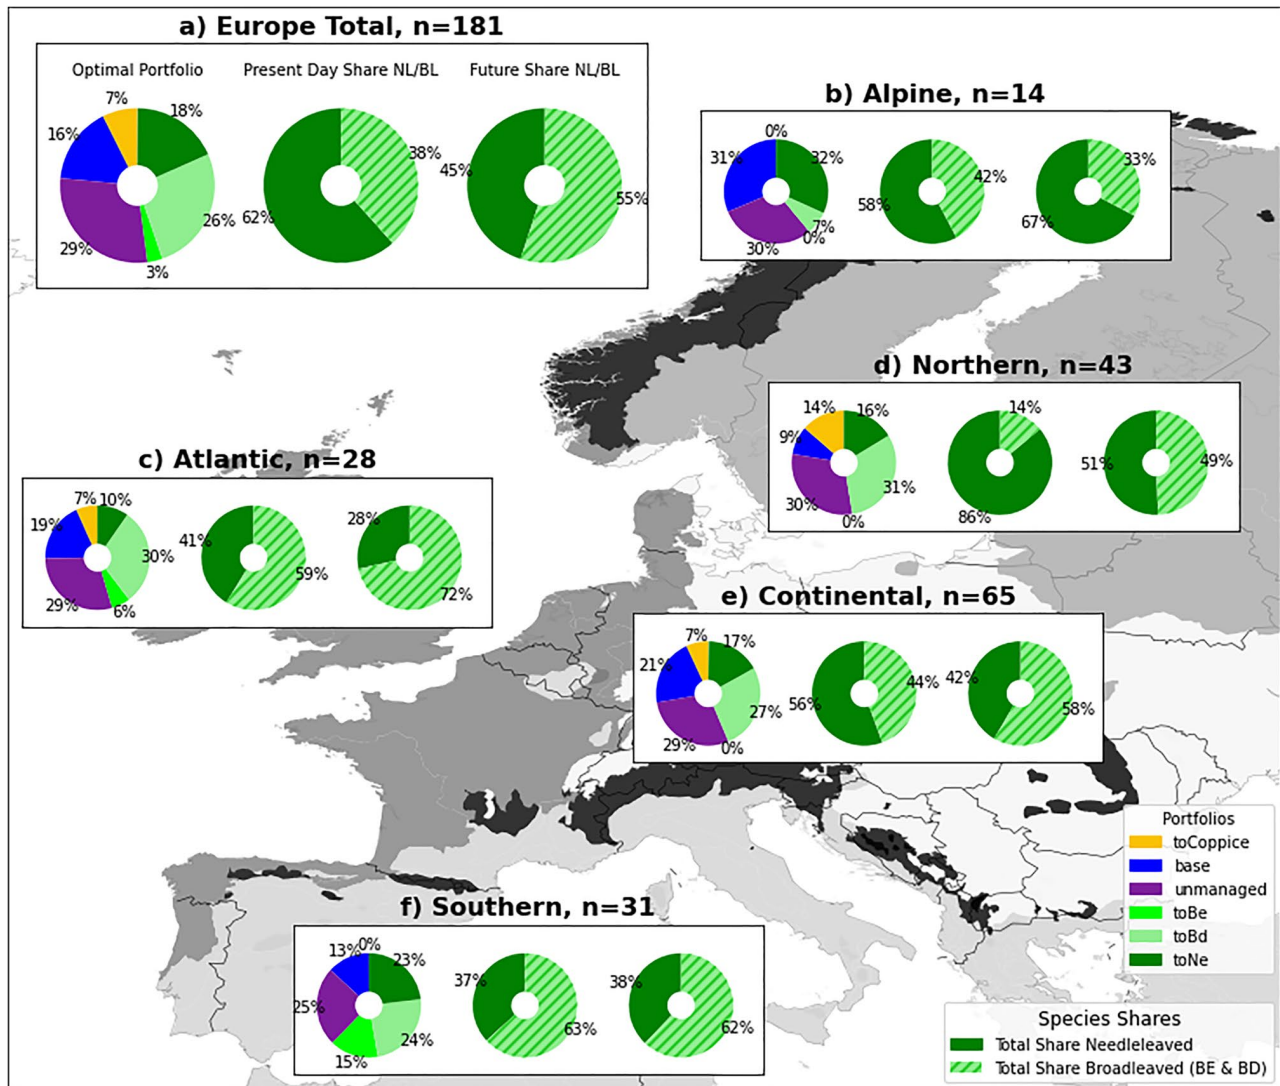 a) Europe Total, n=181
Optimal Portfolio Present Day Share NL/BL Future Share NL/BL
7% 18% 16% 26% 29% 3%
38% 62%
45% 55%
b) Alpine, n=14
0% 31% 32% 7% 0% 30%
42% 58%
33% 67%
c) Atlantic, n=28
7% 10% 19% 30% 29% 6%
41% 59%
28% 72%
d) Northern, n=43
14% 16% 9% 31% 30% 0%
14% 86%
51% 49%
e) Continental, n=65
7% 17% 21% 27% 29% 0%
44% 56%
42% 58%
f) Southern, n=31
13% 0% 23% 25% 24% 15%
37% 63%
38% 62%
Portfolios
toCoppice
base
unmanaged
toBe
toBd
toNe
Species Shares
Total Share Needleleaved
Total Share Broadleaved (BE & BD)